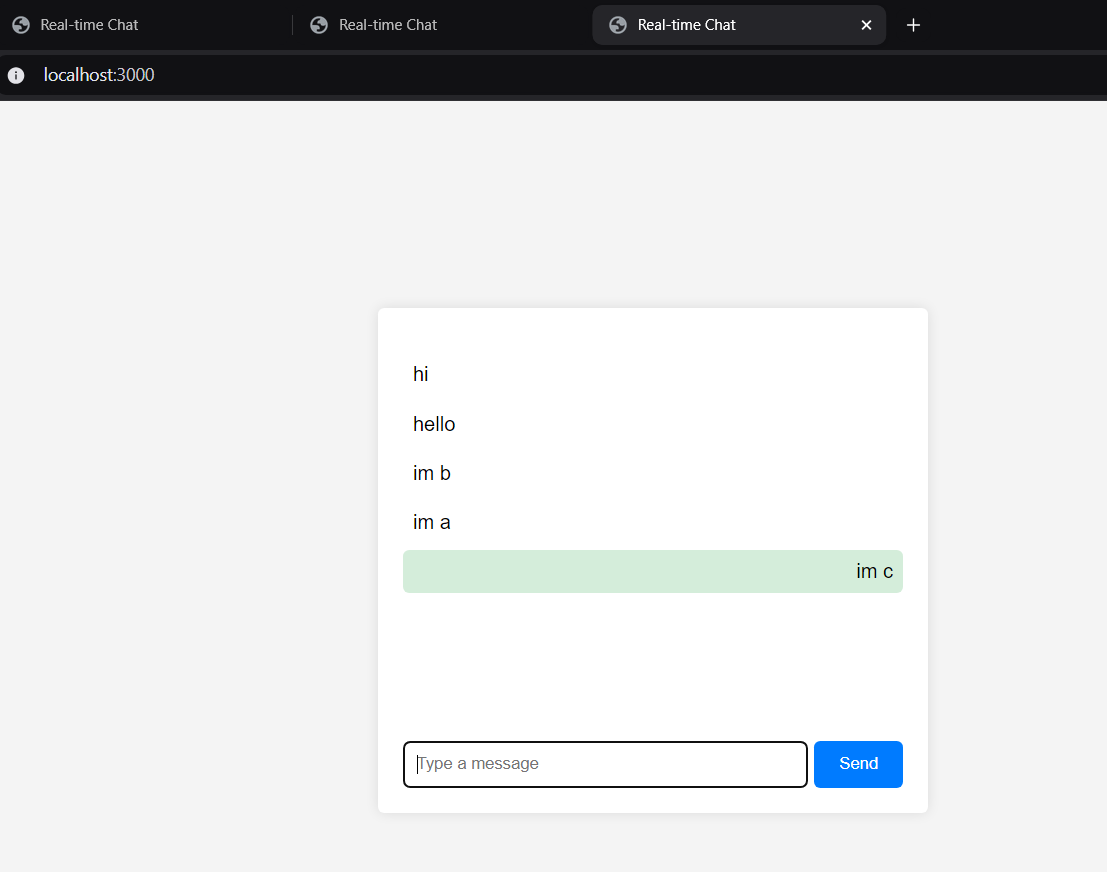 Real-time Chat
Real-time Chat
Real-time Chat
localhost:3000
hi
hello
im b
im a
im c
Type a message
Send